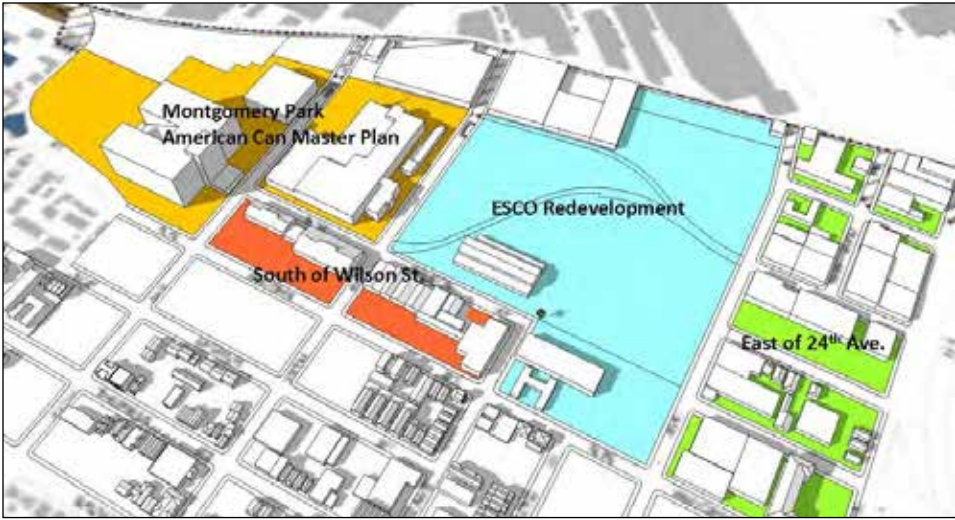 Montgomery Park
American Can Master Plan
ESCO Redevelopment
South of Wilson St.
East of 24th Ave.